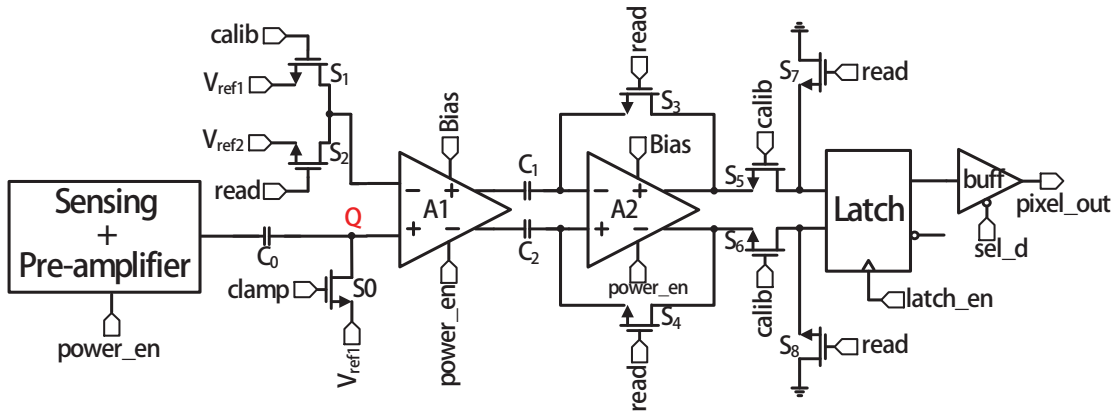 calib
S1
Vref1
Vref2
S2
read
Sensing
+
Pre-amplifier
power_en
C0
Q
clamp
S0
Vref1
Bias
−
+
A1
+
−
power_en
C1
C2
read
S3
Bias
−
+
A2
+
−
power_en
S4
read
calib
S5
S6
calib
S7
read
S8
read
Latch
latch_en
buff
sel_d
pixel_out